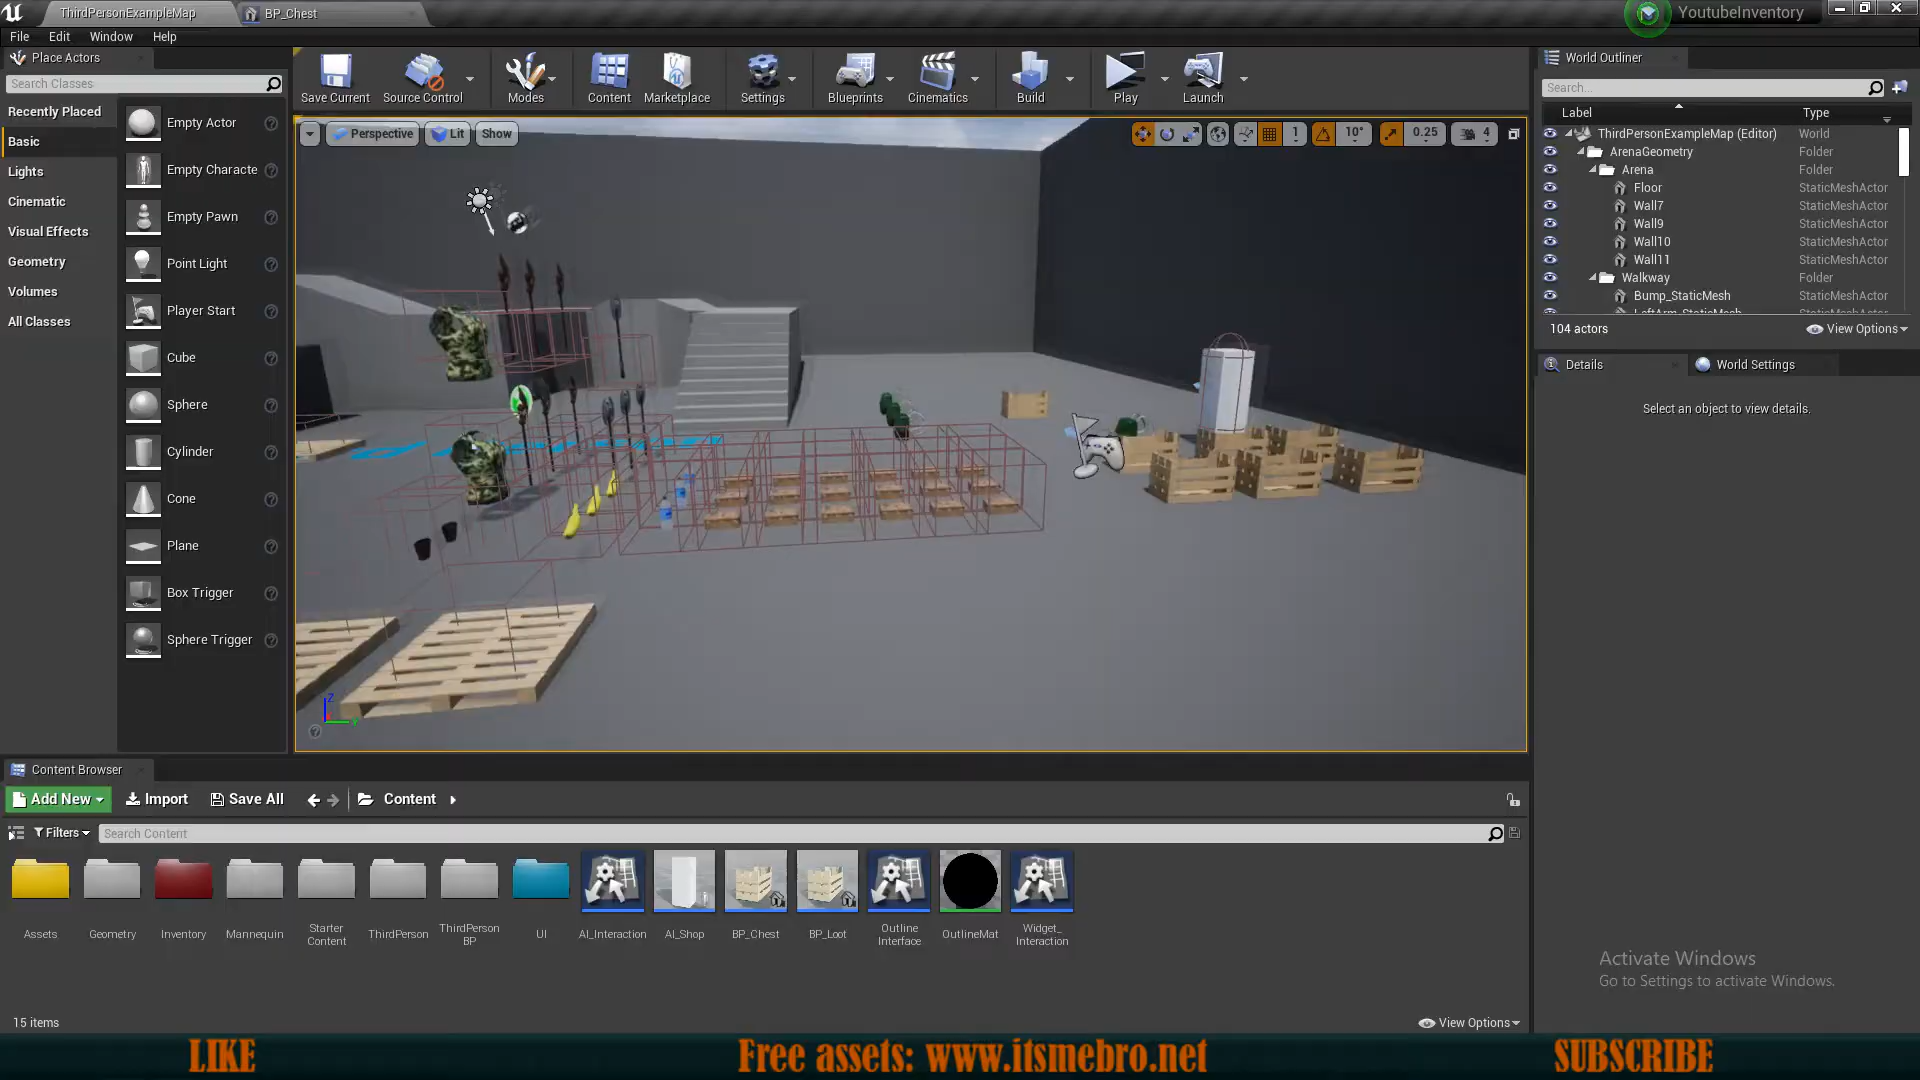 ThirdPersonExampleMap
BP_Chest
YoutubeInventory
File Edit Window Help
Place Actors
Search Classes
Recently Placed
Basic
Lights
Cinematic
Visual Effects
Geometry
Volumes
All Classes
Empty Actor
Empty Characte
Empty Pawn
Point Light
Player Start
Cube
Sphere
Cylinder
Cone
Plane
Box Trigger
Sphere Trigger
Save Current
Source Control
Modes
Content
Marketplace
Settings
Blueprints
Cinematics
Build
Play
Launch
Perspective
Lit
Show
1
10°
0.25
4
Z
World Outliner
Search...
Label Type
ThirdPersonExampleMap (Editor) World
ArenaGeometry Folder
Arena Folder
Floor StaticMeshActor
Wall7 StaticMeshActor
Wall9 StaticMeshActor
Wall10 StaticMeshActor
Wall11 StaticMeshActor
Walkway Folder
Bump_StaticMesh StaticMeshActor
LeftArm_StaticMesh StaticMeshActor
104 actors
View Options
Details
World Settings
Select an object to view details.
Content Browser
Add New
Import
Save All
Content
Filters
Search Content
Assets
Geometry
Inventory
Mannequin
Starter
Content
ThirdPerson
ThirdPerson
BP
UI
AI_Interaction
AI_Shop
BP_Chest
BP_Loot
Outline
Interface
OutlineMat
Widget_
Interaction
Activate Windows
Go to Settings to activate Windows.
15 items
View Options
LIKE
Free assets: www.itsmebro.net
SUBSCRIBE